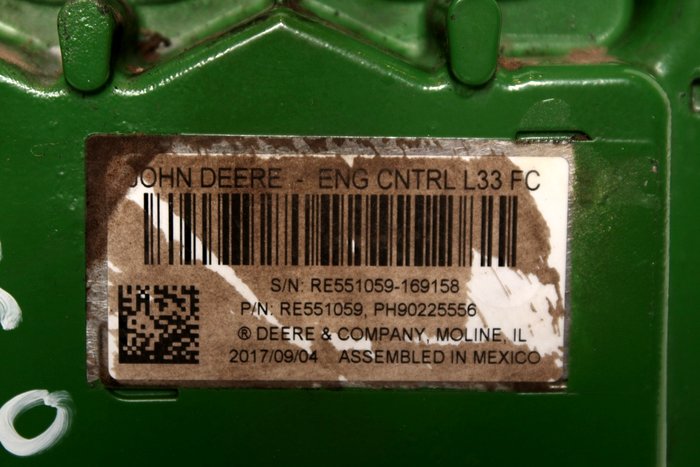 JOHN DEERE - ENG CNTRL L33 FC
S/N: RE551059-169158
P/N: RE551059, PH90225556
® DEERE & COMPANY, MOLINE, IL
2017/09/04 ASSEMBLED IN MEXICO